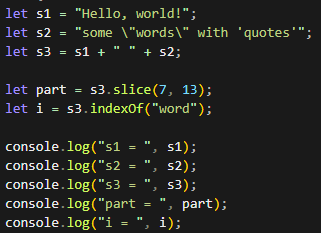 let s1 = "Hello, world!";
let s2 = "some \"words\" with 'quotes'";
let s3 = s1 + " " + s2;
let part = s3.slice(7, 13);
let i = s3.indexOf("word");
console.log("s1 = ", s1);
console.log("s2 = ", s2);
console.log("s3 = ", s3);
console.log("part = ", part);
console.log("i = ", i);